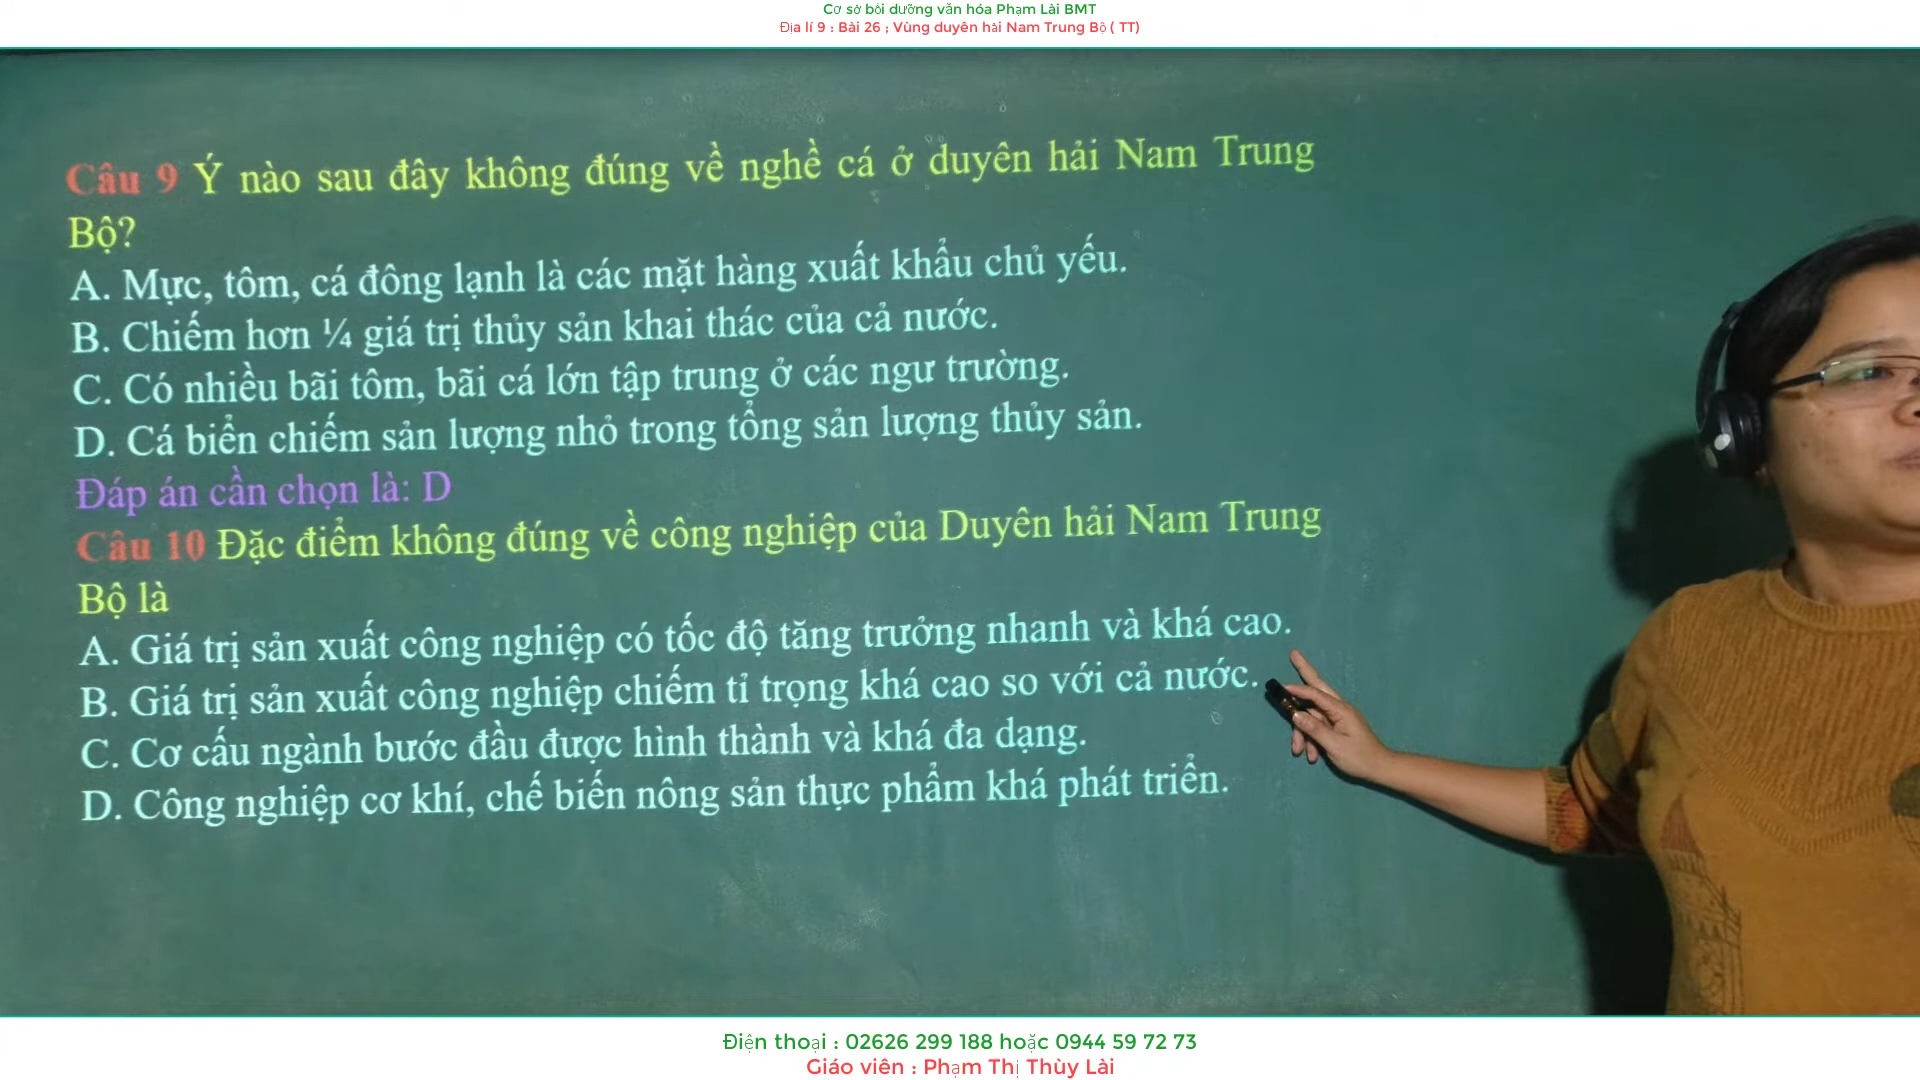 Cơ sở bồi dưỡng văn hóa Phạm Lài BMT
Địa lí 9 : Bài 26 ; Vùng duyên hải Nam Trung Bộ ( TT)
Câu 9 Ý nào sau đây không đúng về nghề cá ở duyên hải Nam Trung
Bộ?
A. Mực, tôm, cá đông lạnh là các mặt hàng xuất khẩu chủ yếu.
B. Chiếm hơn ¼ giá trị thủy sản khai thác của cả nước.
C. Có nhiều bãi tôm, bãi cá lớn tập trung ở các ngư trường.
D. Cá biển chiếm sản lượng nhỏ trong tổng sản lượng thủy sản.
Đáp án cần chọn là: D
Câu 10 Đặc điểm không đúng về công nghiệp của Duyên hải Nam Trung
Bộ là
A. Giá trị sản xuất công nghiệp có tốc độ tăng trưởng nhanh và khá cao.
B. Giá trị sản xuất công nghiệp chiếm tỉ trọng khá cao so với cả nước.
C. Cơ cấu ngành bước đầu được hình thành và khá đa dạng.
D. Công nghiệp cơ khí, chế biến nông sản thực phẩm khá phát triển.
Điện thoại : 02626 299 188 hoặc 0944 59 72 73
Giáo viên : Phạm Thị Thùy Lài